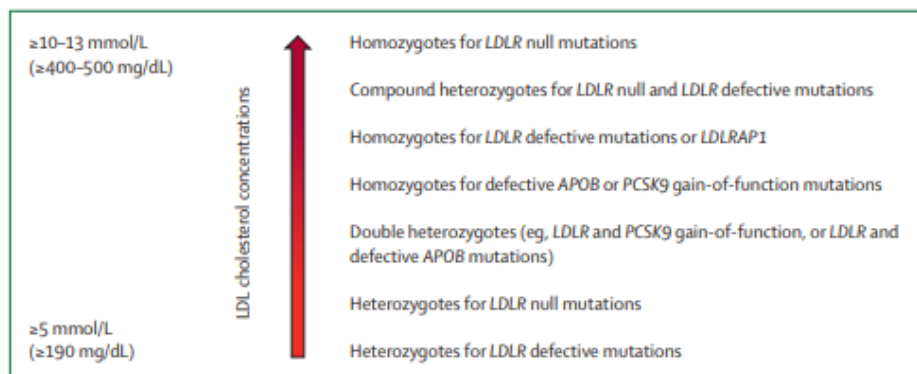 ≥10–13 mmol/L
(≥400–500 mg/dL)
LDL cholesterol concentrations
≥5 mmol/L
(≥190 mg/dL)
Homozygotes for LDLR null mutations
Compound heterozygotes for LDLR null and LDLR defective mutations
Homozygotes for LDLR defective mutations or LDLRAP1
Homozygotes for defective APOB or PCSK9 gain-of-function mutations
Double heterozygotes (eg, LDLR and PCSK9 gain-of-function, or LDLR and
defective APOB mutations)
Heterozygotes for LDLR null mutations
Heterozygotes for LDLR defective mutations